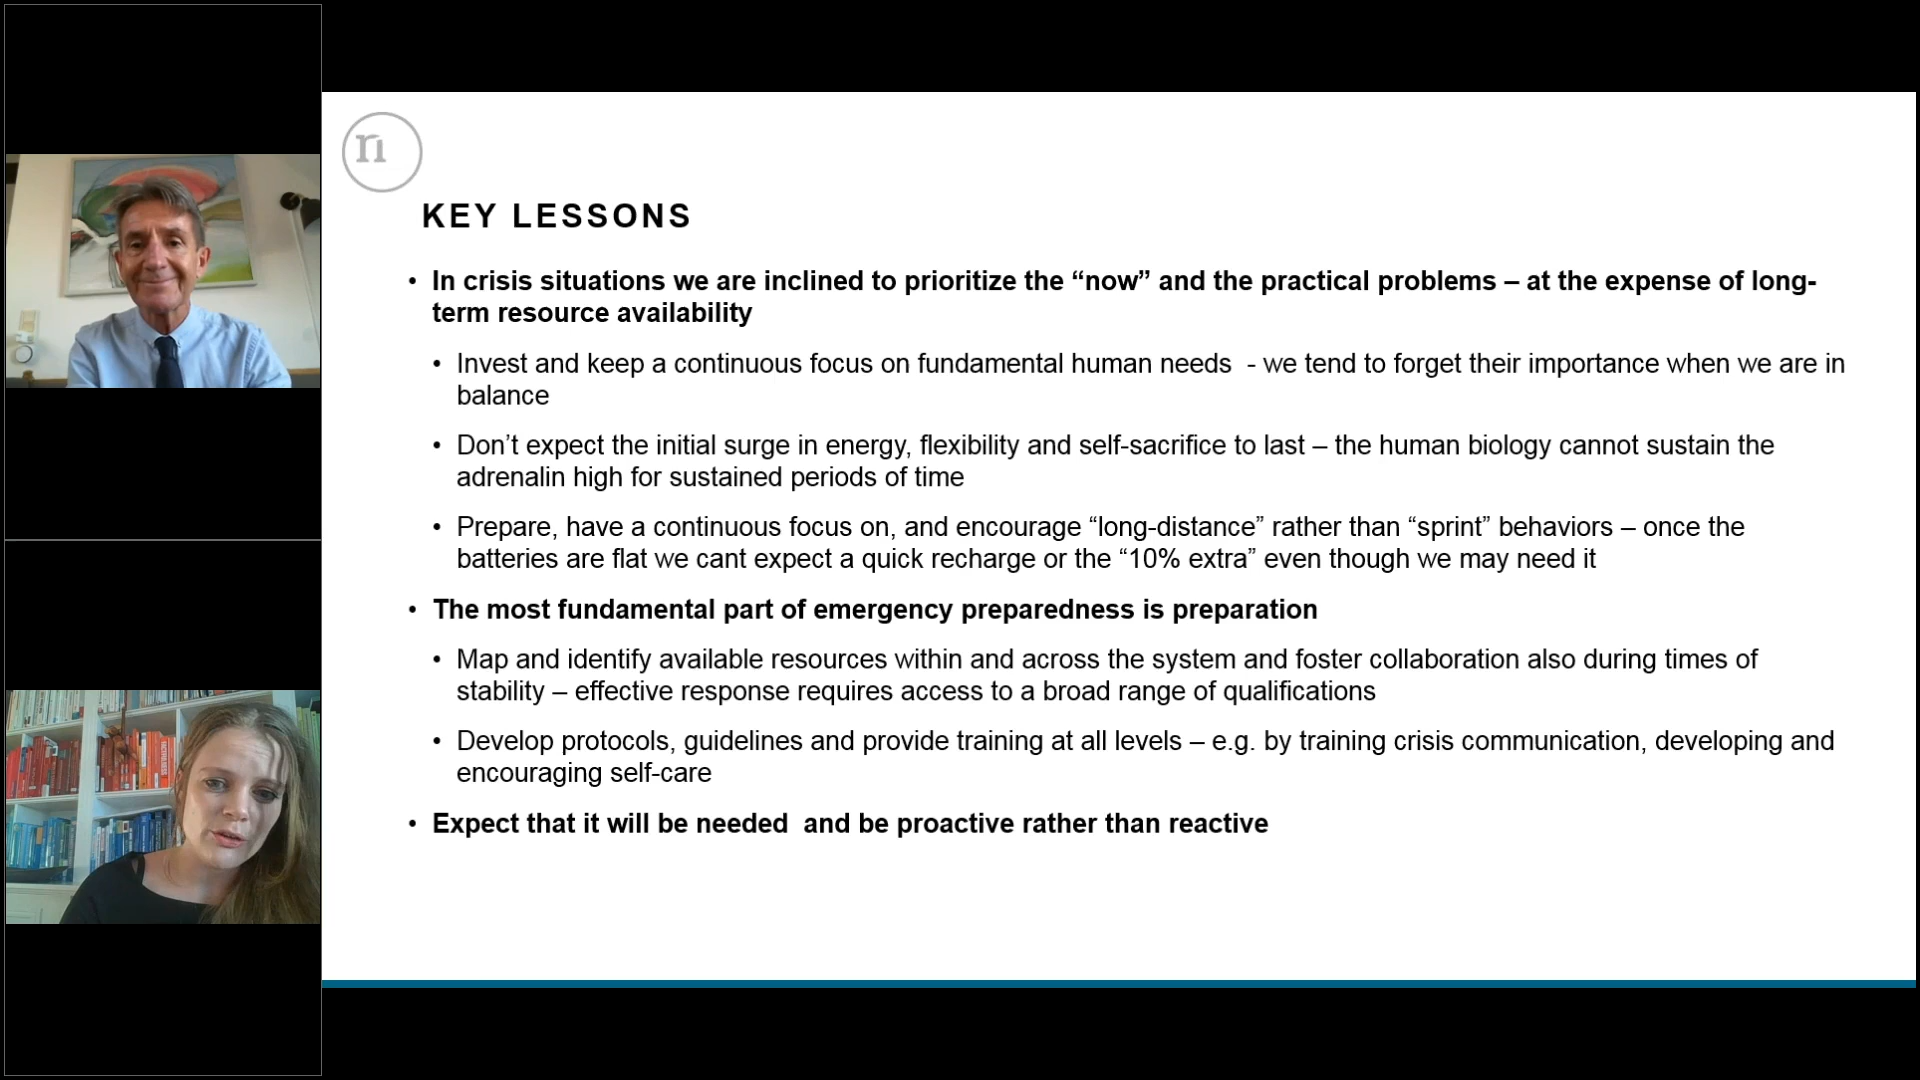 n
KEY LESSONS
• In crisis situations we are inclined to prioritize the “now” and the practical problems – at the expense of long-
term resource availability
• Invest and keep a continuous focus on fundamental human needs  - we tend to forget their importance when we are in
balance
• Don’t expect the initial surge in energy, flexibility and self-sacrifice to last – the human biology cannot sustain the
adrenalin high for sustained periods of time
• Prepare, have a continuous focus on, and encourage “long-distance” rather than “sprint” behaviors – once the
batteries are flat we cant expect a quick recharge or the “10% extra” even though we may need it
• The most fundamental part of emergency preparedness is preparation
• Map and identify available resources within and across the system and foster collaboration also during times of
stability – effective response requires access to a broad range of qualifications
• Develop protocols, guidelines and provide training at all levels – e.g. by training crisis communication, developing and
encouraging self-care
• Expect that it will be needed  and be proactive rather than reactive